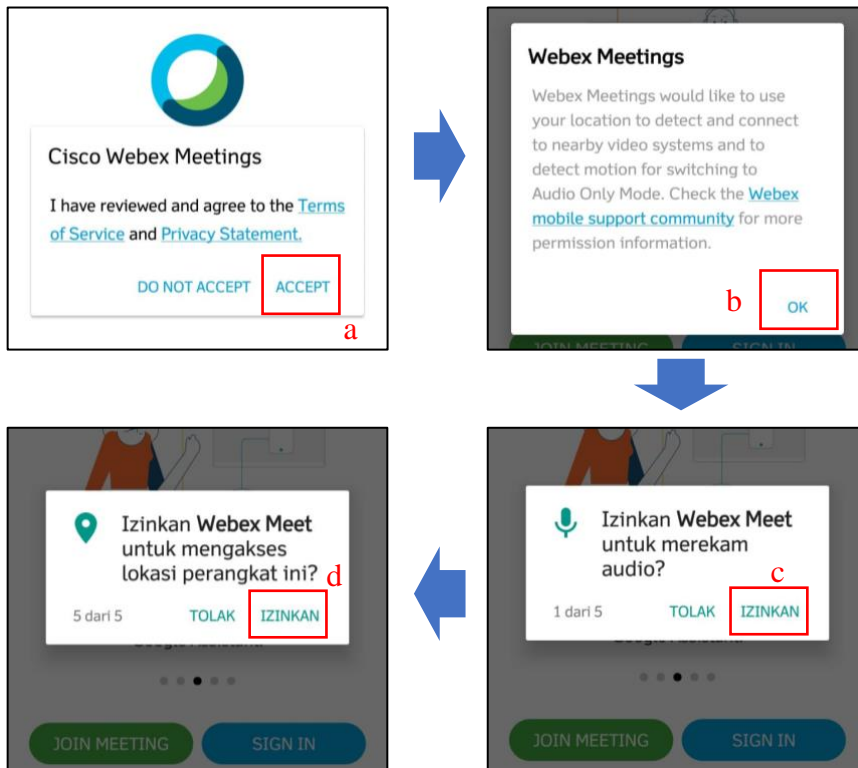 Cisco Webex Meetings
I have reviewed and agree to the Terms
of Service and Privacy Statement.
DO NOT ACCEPT ACCEPT
a
Webex Meetings
Webex Meetings would like to use
your location to detect and connect
to nearby video systems and to
detect motion for switching to
Audio Only Mode. Check the Webex
mobile support community for more
permission information.
b
OK
JOIN MEETING SIGN IN
Izinkan Webex Meet
untuk merekam
audio?
c
1 dari 5 TOLAK IZINKAN
JOIN MEETING SIGN IN
Izinkan Webex Meet
untuk mengakses
lokasi perangkat ini?
d
5 dari 5 TOLAK IZINKAN
JOIN MEETING SIGN IN